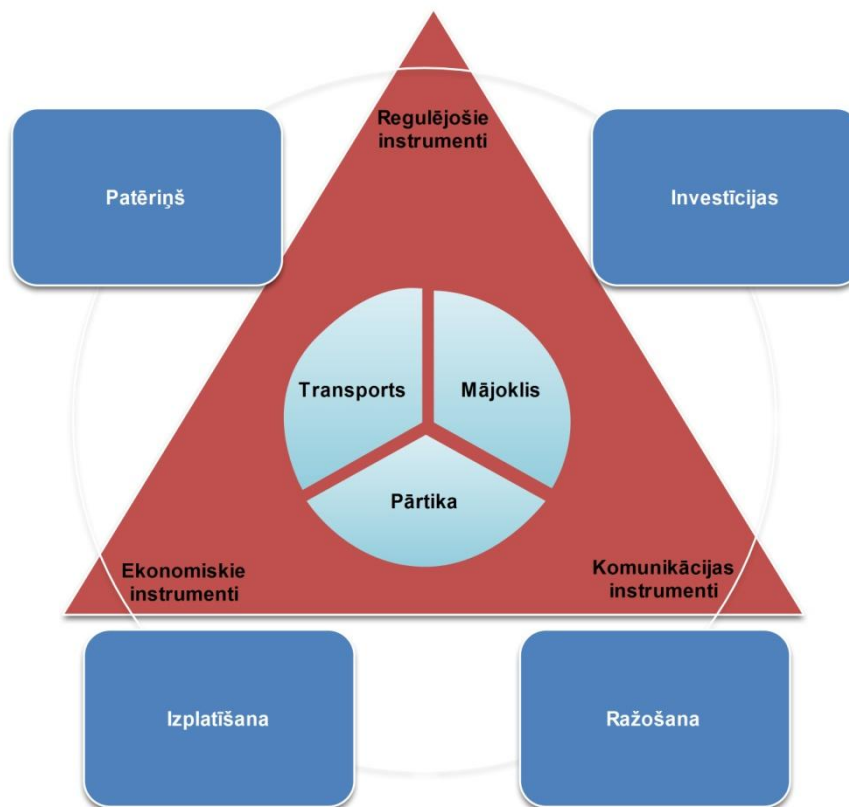 Regulējošie
instrumenti
Patēriņš
Investīcijas
Transports
Mājoklis
Pārtika
Ekonomiskie
instrumenti
Komunikācijas
instrumenti
Izplatīšana
Ražošana